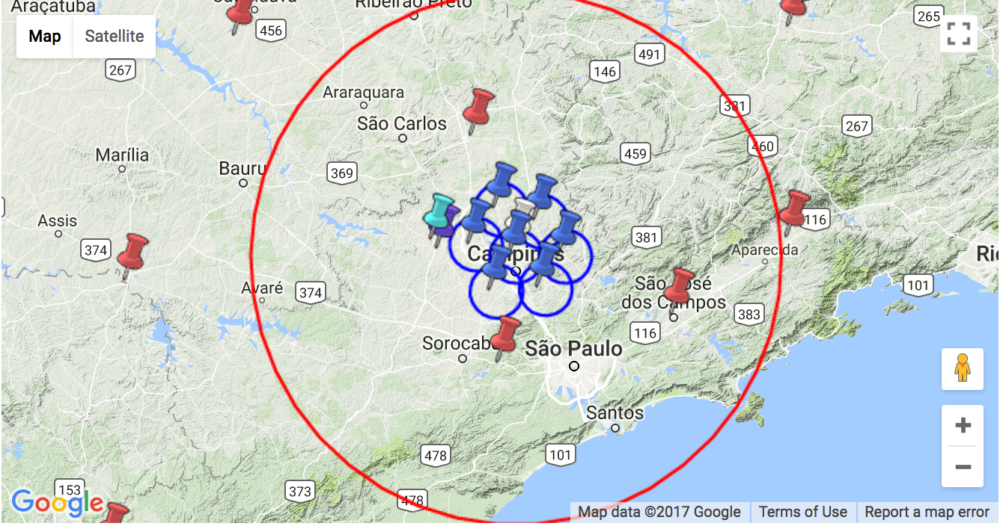 Araçatuba
Ribeirão Preto
456
265
Map
Satellite
491
267
146
Araraquara
381
São Carlos
267
460
Marília
459
Bauru
369
Assis
116
374
381
Aparecida
Campinas
Avaré
374
São José
dos Campos
101
383
116
Sorocaba
São Paulo
Santos
478
101
153
373
478
Google
Map data ©2017 Google
Terms of Use
Report a map error